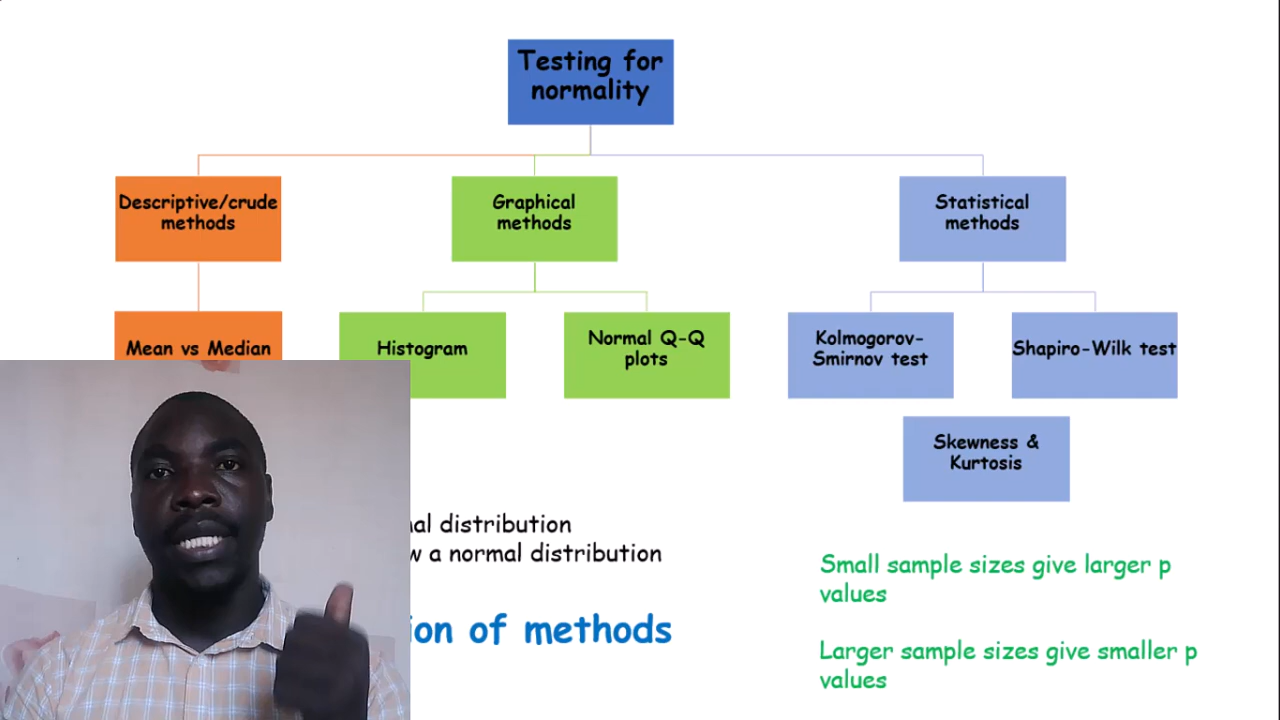 Testing for
normality
Descriptive/crude
methods
Graphical
methods
Statistical
methods
Mean vs Median
Histogram
Normal Q-Q
plots
Kolmogorov-
Smirnov test
Shapiro-Wilk test
Skewness &
Kurtosis
distribution
a normal distribution
of methods
Small sample sizes give larger p
values
Larger sample sizes give smaller p
values